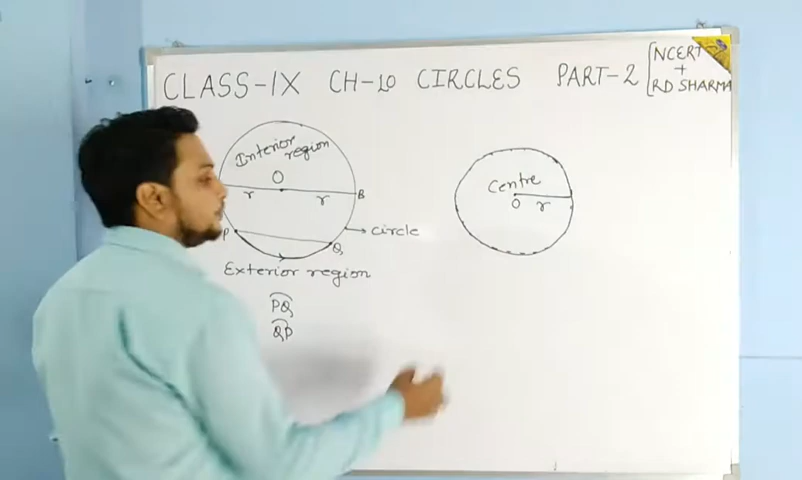 CLASS-IX CH-10 CIRCLES PART-2 [NCERT
+
RD SHARMA
Interior
region
O
r r B
P Q
→ circle
Exterior region
PQ
QP
Centre
O r